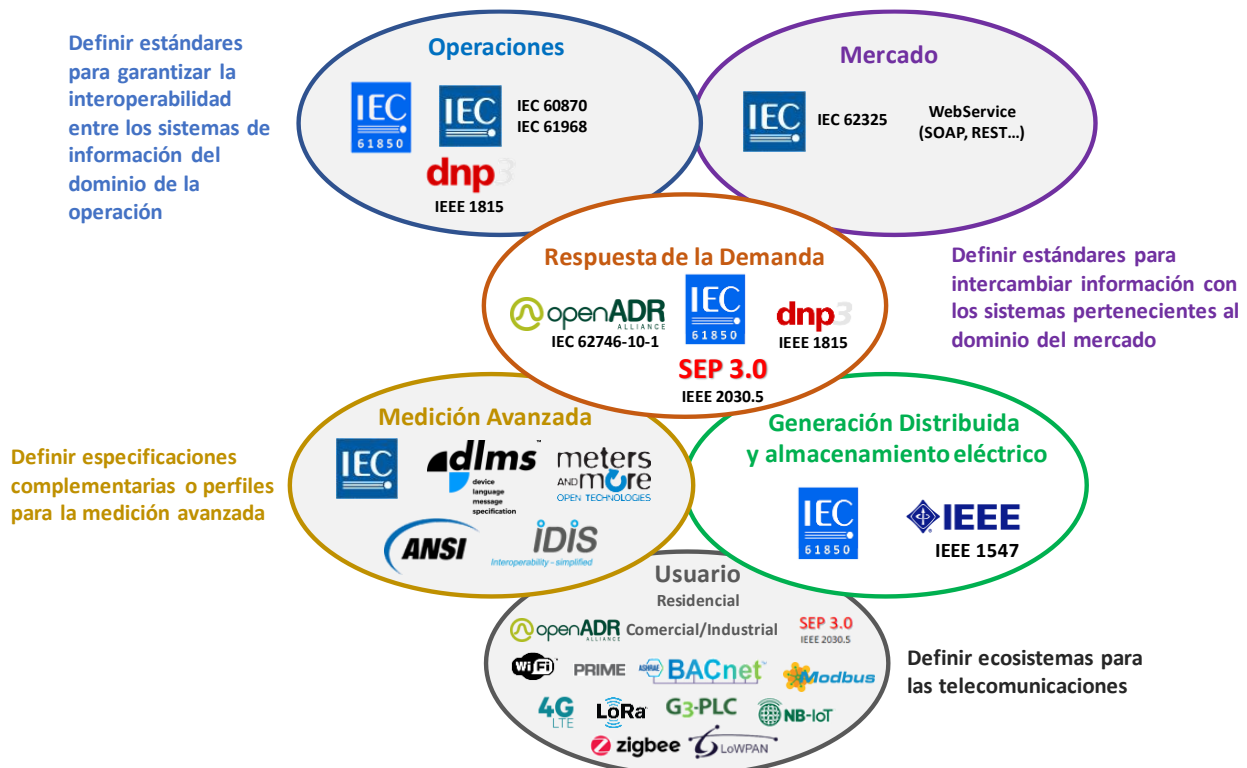 Definir estándares
para garantizar la
interoperabilidad
entre los sistemas de
información del
dominio de la
operación
Operaciones
IEC
61850
IEC
IEC 60870
IEC 61968
dnp3
IEEE 1815
Mercado
IEC
IEC 62325
WebService
(SOAP, REST...)
Respuesta de la Demanda
openADR
ALLIANCE
IEC 62746-10-1
IEC
61850
dnp3
IEEE 1815
SEP 3.0
IEEE 2030.5
Definir estándares para
intercambiar información con
los sistemas pertenecientes al
dominio del mercado
Definir especificaciones
complementarias o perfiles
para la medición avanzada
Medición Avanzada
IEC
dlms™
device
language
message
specification
meters
AND more
OPEN TECHNOLOGIES
ANSI
iDiS
Interoperability - simplified
Generación Distribuida
y almacenamiento eléctrico
IEC
61850
IEEE
IEEE 1547
Usuario
Residencial
openADR
ALLIANCE
Comercial/Industrial
SEP 3.0
IEEE 2030.5
WiFi
PRIME
ASHRAE BACnet™
Modbus
4G
LTE
LoRa
G3-PLC
NB-IoT
zigbee
6LoWPAN
Definir ecosistemas para
las telecomunicaciones